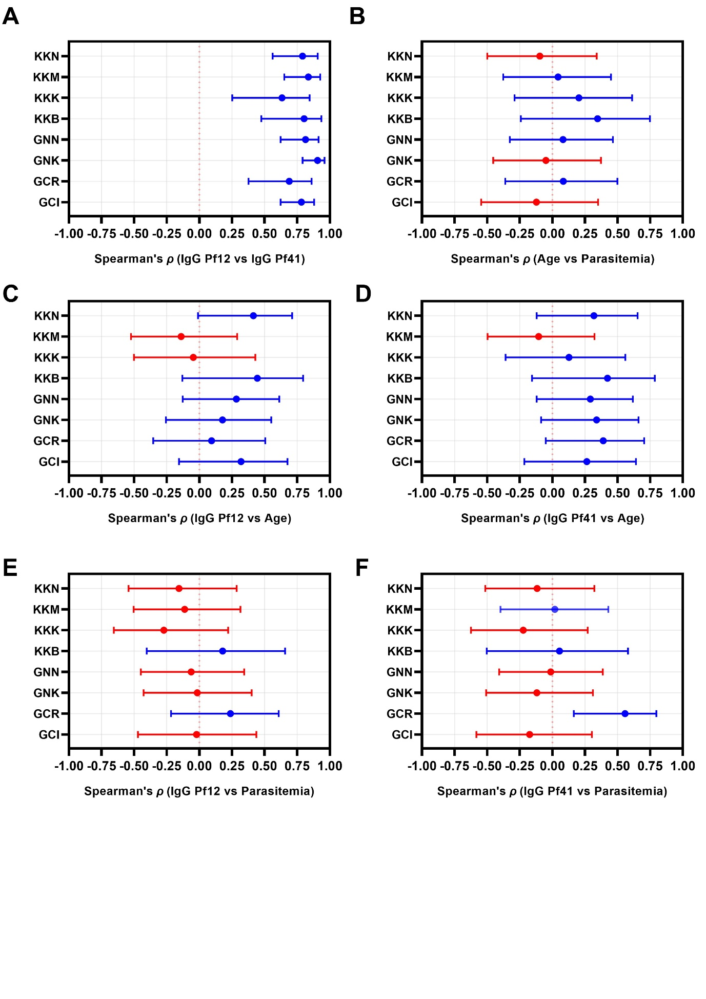 A
KKN
KKM
KKK
KKB
GNN
GNK
GCR
GCI
-1.00 -0.75 -0.50 -0.25 0.00 0.25 0.50 0.75 1.00
Spearman's ρ (IgG Pf12 vs IgG Pf41)
B
KKN
KKM
KKK
KKB
GNN
GNK
GCR
GCI
-1.00 -0.75 -0.50 -0.25 0.00 0.25 0.50 0.75 1.00
Spearman's ρ (Age vs Parasitemia)
C
KKN
KKM
KKK
KKB
GNN
GNK
GCR
GCI
-1.00 -0.75 -0.50 -0.25 0.00 0.25 0.50 0.75 1.00
Spearman's ρ (IgG Pf12 vs Age)
D
KKN
KKM
KKK
KKB
GNN
GNK
GCR
GCI
-1.00 -0.75 -0.50 -0.25 0.00 0.25 0.50 0.75 1.00
Spearman's ρ (IgG Pf41 vs Age)
E
KKN
KKM
KKK
KKB
GNN
GNK
GCR
GCI
-1.00 -0.75 -0.50 -0.25 0.00 0.25 0.50 0.75 1.00
Spearman's ρ (IgG Pf12 vs Parasitemia)
F
KKN
KKM
KKK
KKB
GNN
GNK
GCR
GCI
-1.00 -0.75 -0.50 -0.25 0.00 0.25 0.50 0.75 1.00
Spearman's ρ (IgG Pf41 vs Parasitemia)